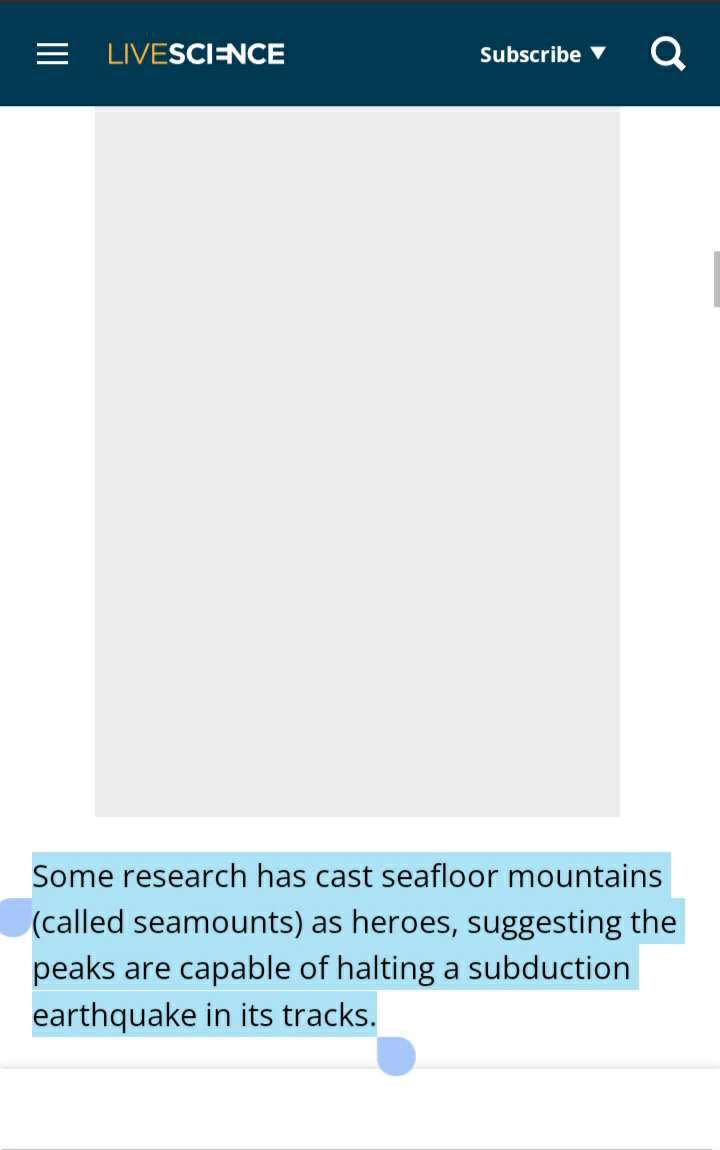 LIVESCIENCE
Subscribe
Some research has cast seafloor mountains
(called seamounts) as heroes, suggesting the
peaks are capable of halting a subduction
earthquake in its tracks.